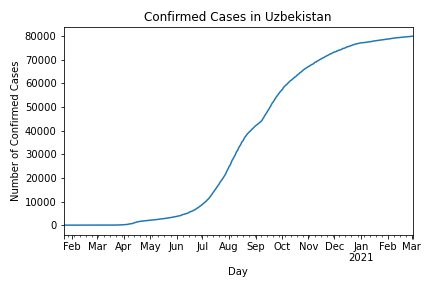 Confirmed Cases in Uzbekistan
Number of Confirmed Cases
80000
70000
60000
50000
40000
30000
20000
10000
0
Feb Mar Apr May Jun Jul Aug Sep Oct Nov Dec Jan Feb Mar
2021
Day